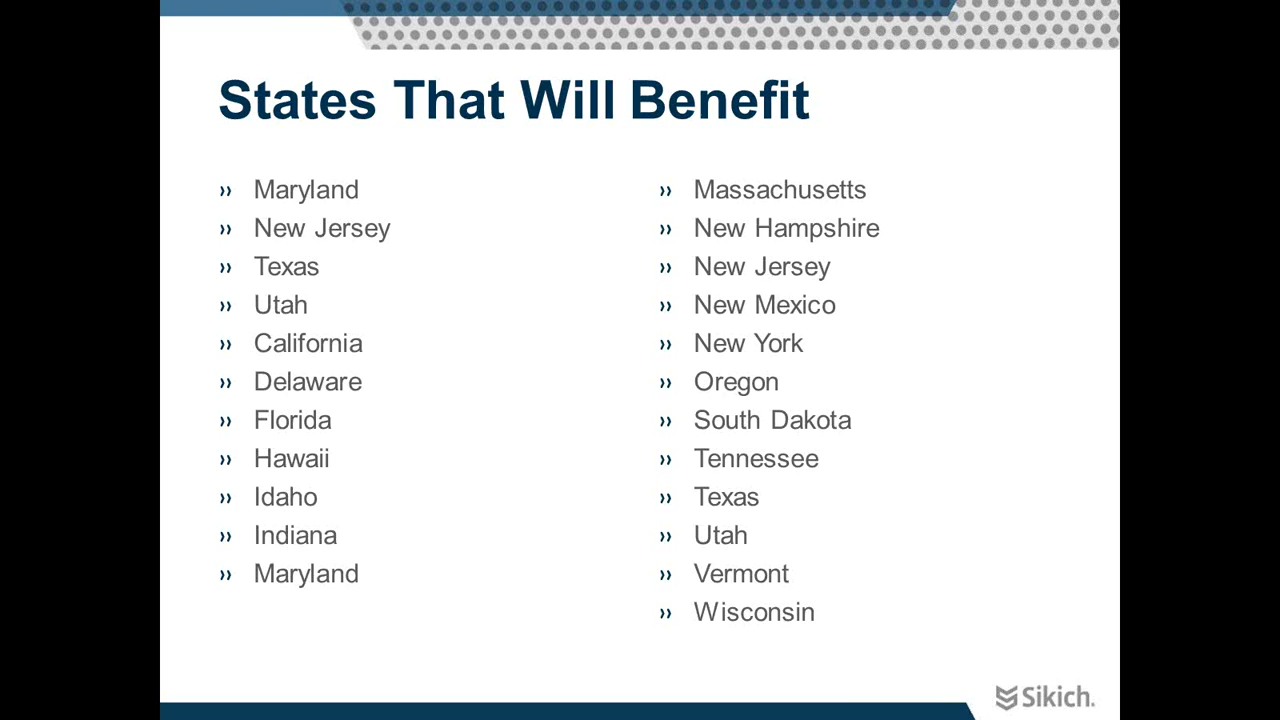 States That Will Benefit
›› Maryland
›› New Jersey
›› Texas
›› Utah
›› California
›› Delaware
›› Florida
›› Hawaii
›› Idaho
›› Indiana
›› Maryland
›› Massachusetts
›› New Hampshire
›› New Jersey
›› New Mexico
›› New York
›› Oregon
›› South Dakota
›› Tennessee
›› Texas
›› Utah
›› Vermont
›› Wisconsin
Sikich.